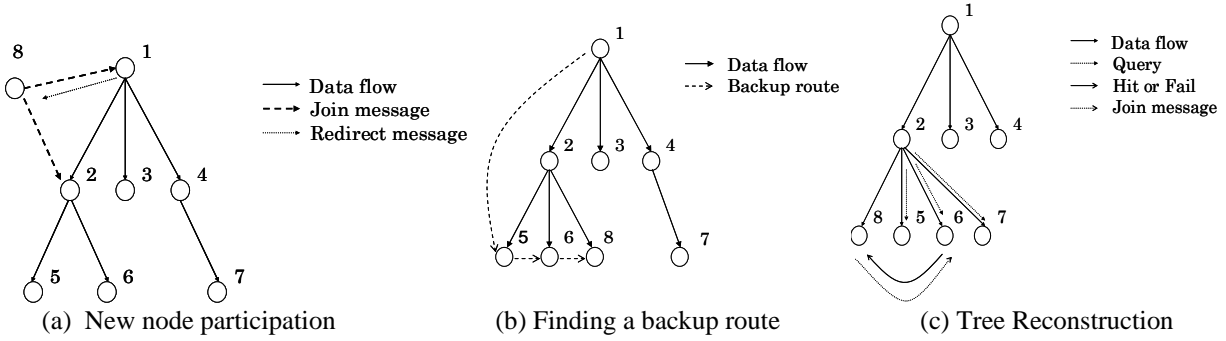 8
1
2
3
4
5
6
7
Data flow
Join message
Redirect message
(a) New node participation
1
2
3
4
5
6
8
7
Data flow
Backup route
(b) Finding a backup route
1
2
3
4
8
5
6
7
Data flow
Query
Hit or Fail
Join message
(c) Tree Reconstruction